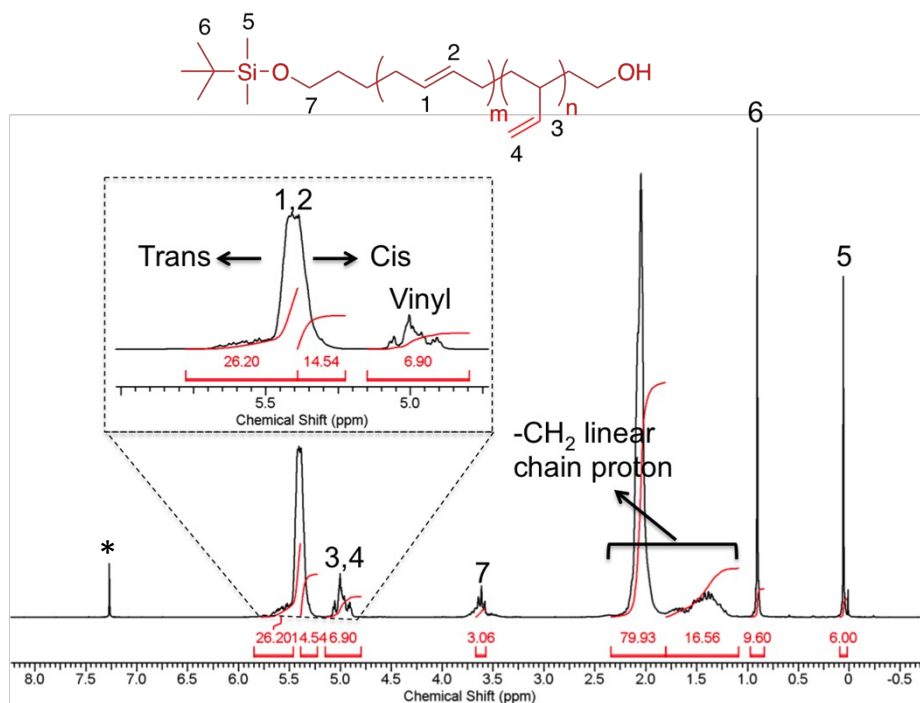 5
6
Si
O
7
1
2
m
n
3
4
OH
6
1,2
Trans
Cis
Vinyl
26.20
14.54
6.90
5.5
5.0
Chemical Shift (ppm)
5
-CH2 linear
chain proton
*
3,4
7
26.20
14.54
6.90
3.06
79.93
16.56
9.60
6.00
8.0 7.5 7.0 6.5 6.0 5.5 5.0 4.5 4.0 3.5 3.0 2.5 2.0 1.5 1.0 0.5 0 -0.5
Chemical Shift (ppm)